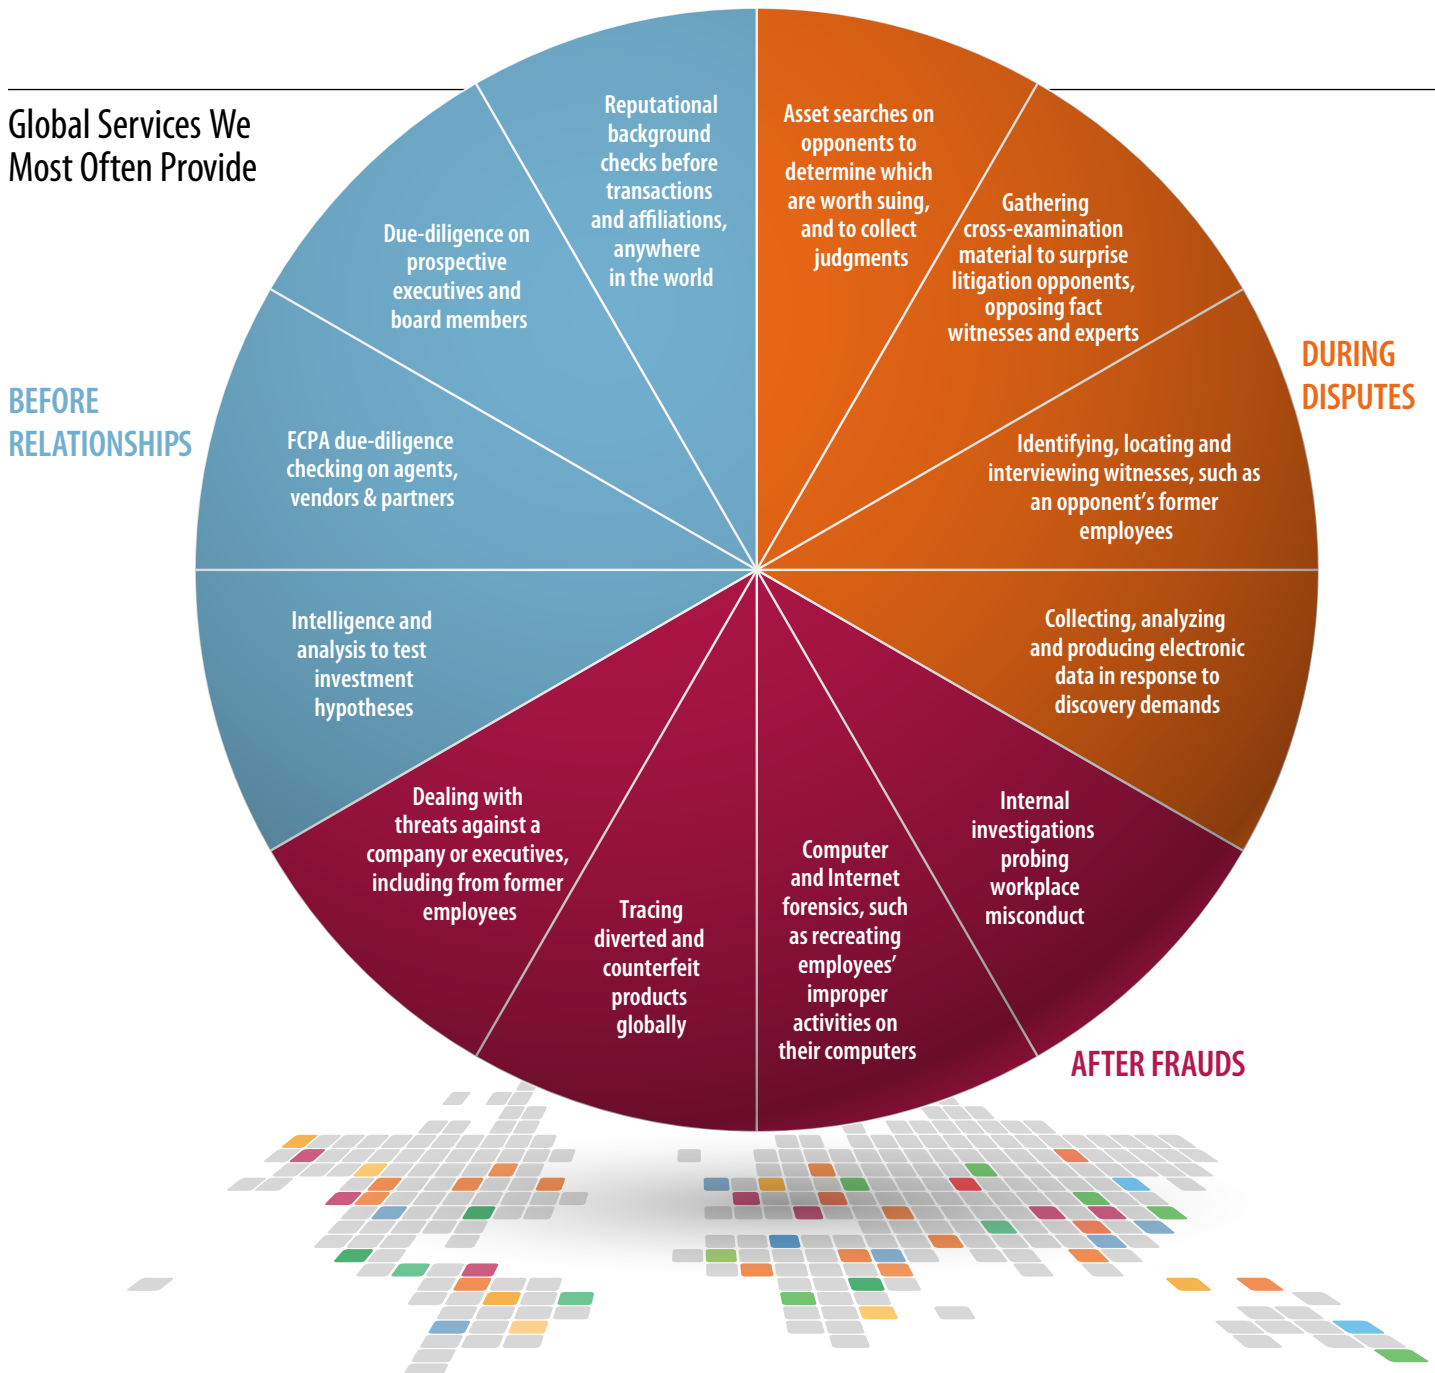 Global Services We
Most Often Provide
BEFORE
RELATIONSHIPS
Reputational
background
checks before
transactions
and affiliations,
anywhere
in the world
Due-diligence on
prospective
executives and
board members
FCPA due-diligence
checking on agents,
vendors & partners
Intelligence and
analysis to test
investment
hypotheses
DURING
DISPUTES
Asset searches on
opponents to
determine which
are worth suing,
and to collect
judgments
Gathering
cross-examination
material to surprise
litigation opponents,
opposing fact
witnesses and experts
Identifying, locating and
interviewing witnesses, such as
an opponent’s former
employees
Collecting, analyzing
and producing electronic
data in response to
discovery demands
AFTER FRAUDS
Internal
investigations
probing
workplace
misconduct
Computer
and Internet
forensics, such
as recreating
employees’
improper
activities on
their computers
Tracing
diverted and
counterfeit
products
globally
Dealing with
threats against a
company or executives,
including from former
employees